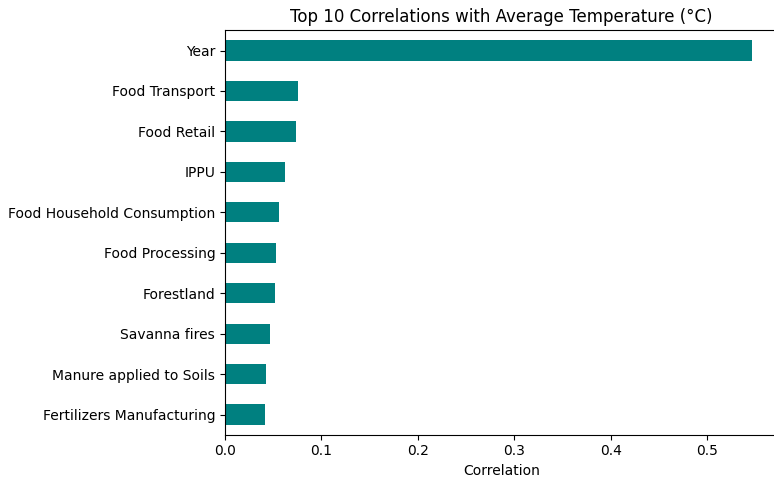 Top 10 Correlations with Average Temperature (°C)
Year
Food Transport
Food Retail
IPPU
Food Household Consumption
Food Processing
Forestland
Savanna fires
Manure applied to Soils
Fertilizers Manufacturing
0.0 0.1 0.2 0.3 0.4 0.5
Correlation